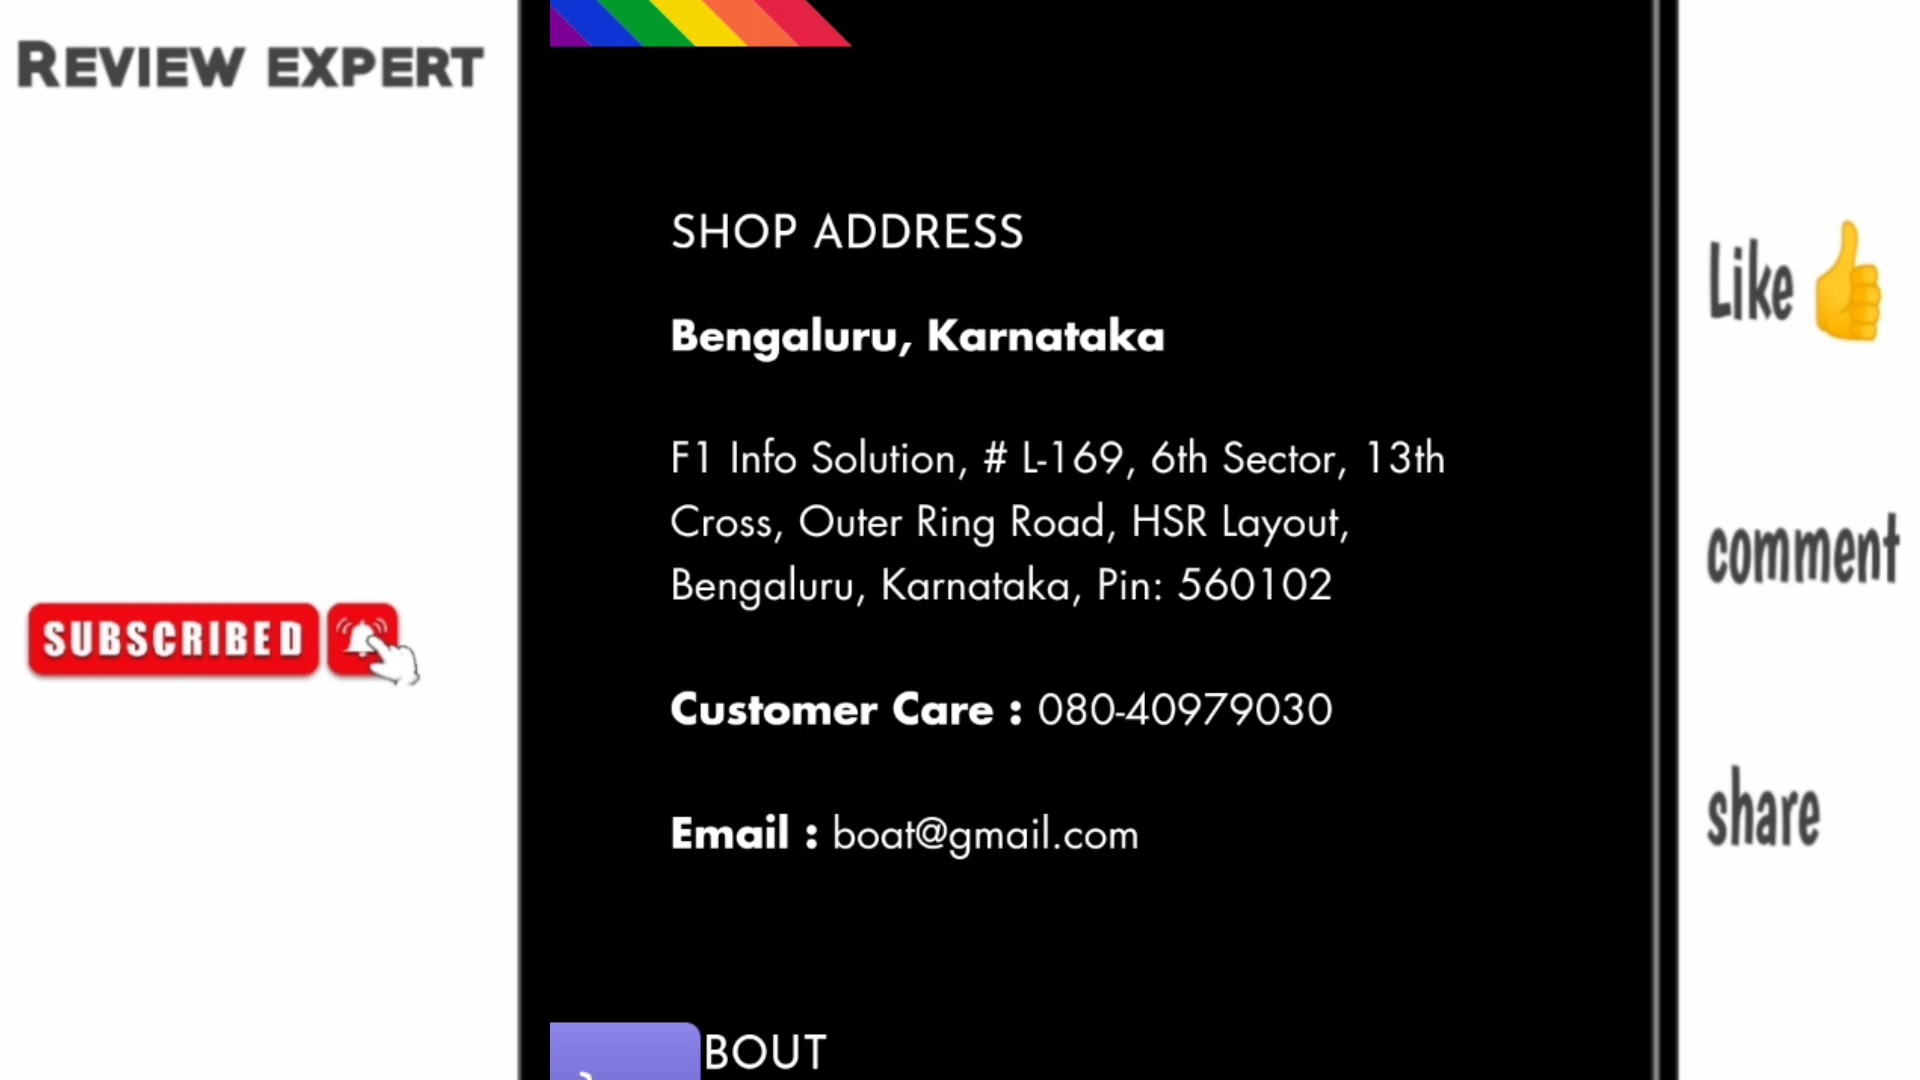 REVIEW EXPERT
SHOP ADDRESS
Bengaluru, Karnataka
F1 Info Solution, # L-169, 6th Sector, 13th
Cross, Outer Ring Road, HSR Layout,
Bengaluru, Karnataka, Pin: 560102
Customer Care : 080-40979030
Email : boat@gmail.com
BOUT
SUBSCRIBED
Like
comment
share